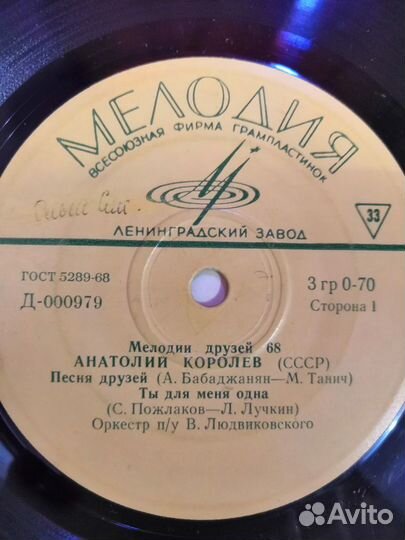 МЕЛОДИЯ
ВСЕСОЮЗНАЯ ФИРМА ГРАМПЛАСТИНОК
33
ЛЕНИНГРАДСКИЙ ЗАВОД
ГОСТ 5289-68
Д-000979
3 гр 0-70
Сторона 1
Мелодии друзей 68
АНАТОЛИЙ КОРОЛЕВ (СССР)
Песня друзей (А. Бабаджанян—М. Танич)
Ты для меня одна
(С. Пожлаков—Л. Лучкин)
Оркестр п/у В. Людвиковского
Avito